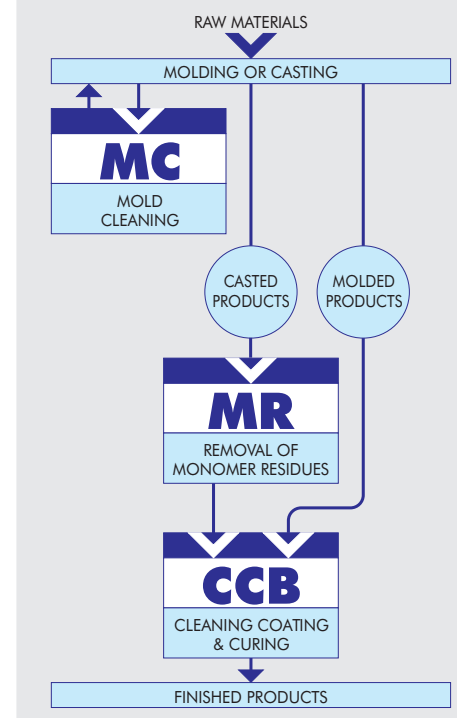 RAW MATERIALS
MOLDING OR CASTING
MC
MOLD
CLEANING
CASTED
PRODUCTS
MOLDED
PRODUCTS
MR
REMOVAL OF
MONOMER RESIDUES
CCB
CLEANING COATING
& CURING
FINISHED PRODUCTS